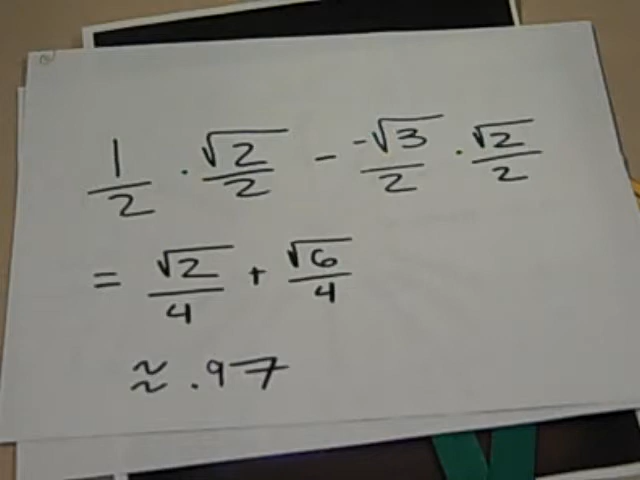 1/2 · √2/2 - -√3/2 · √2/2
= √2/4 + √6/4
≈ .97